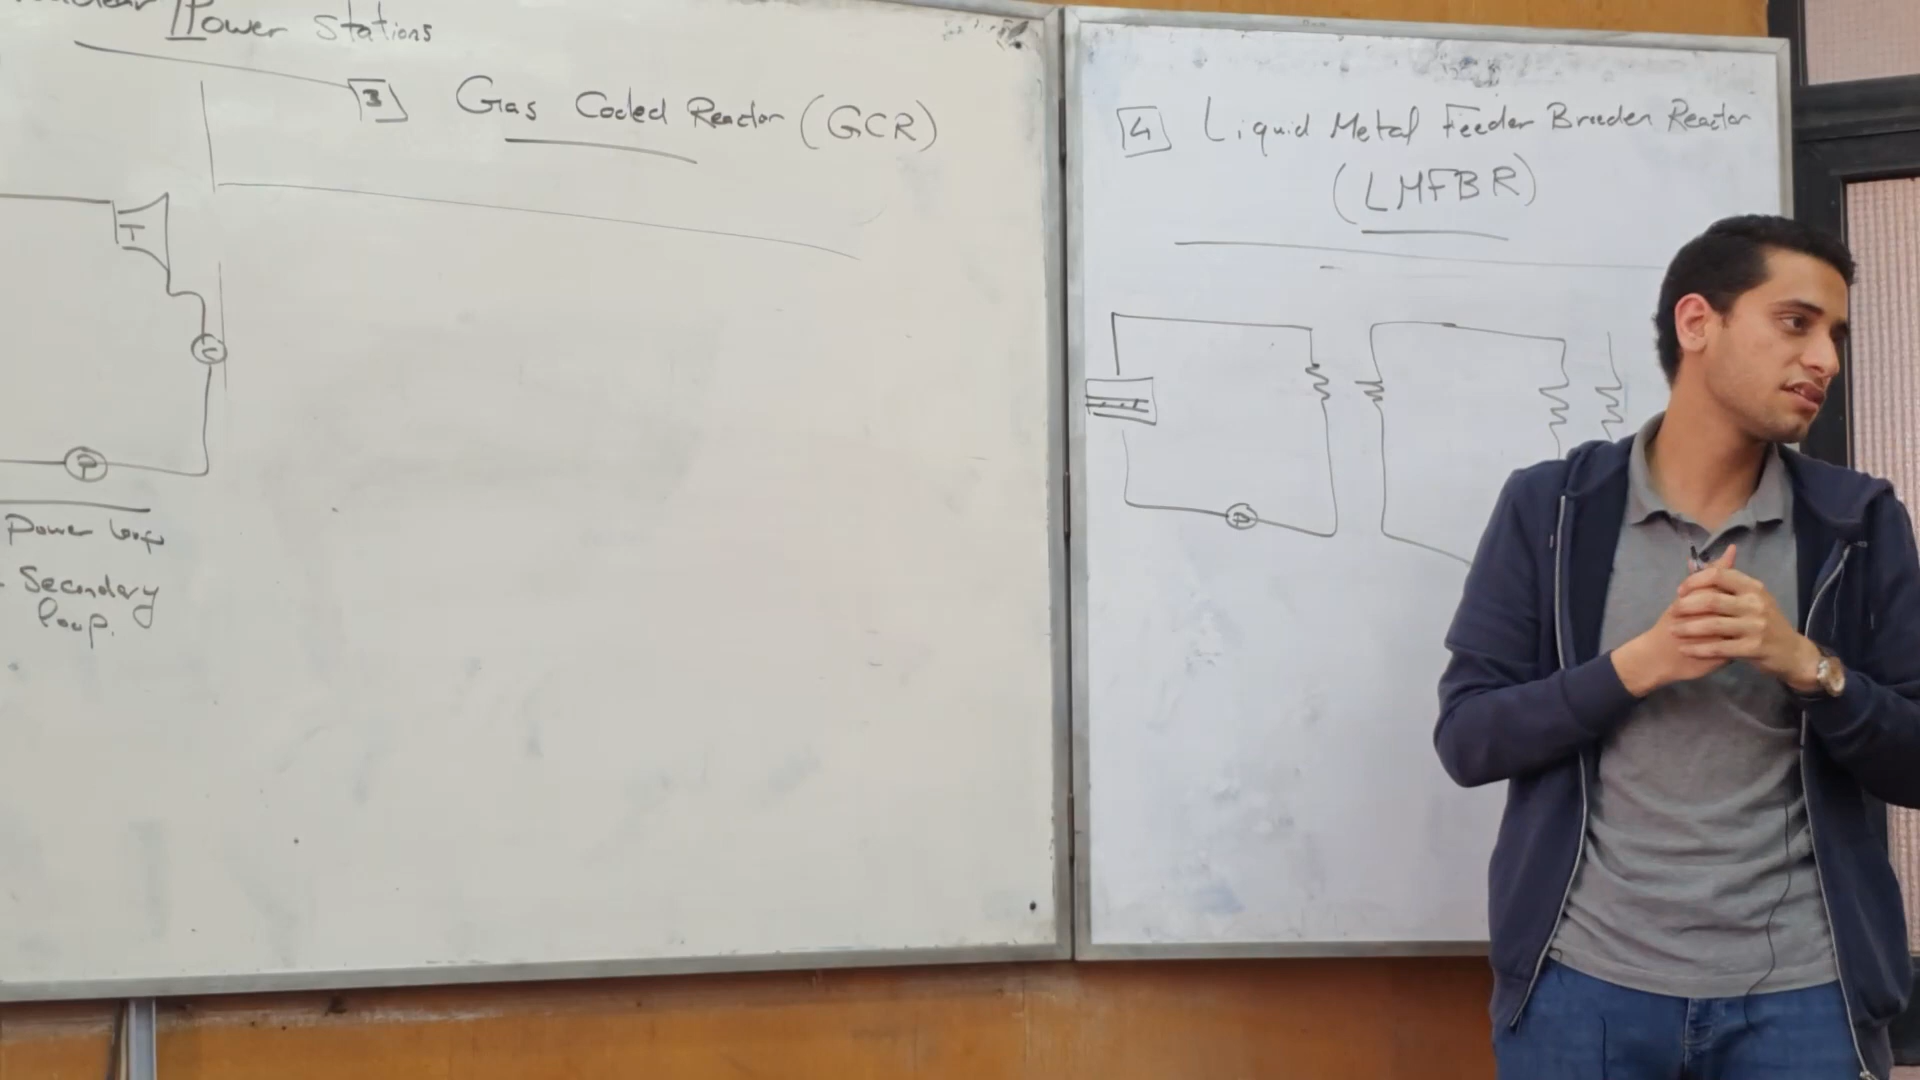 Power Stations
3 Gas Cooled Reactor (GCR)
T
C
P
Power loop
- Secondary
loop.
4 Liquid Metal Feeder Breeder Reactor
(LMFBR)
P